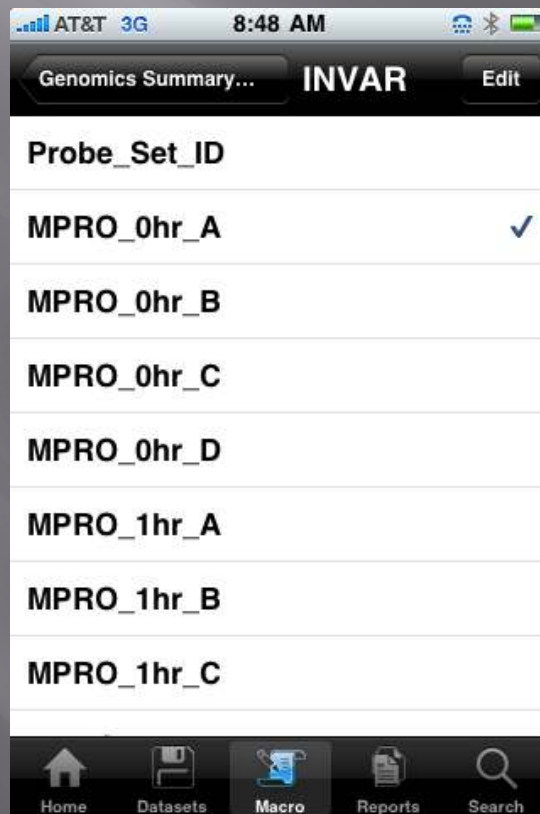 AT&T 3G 8:48 AM
Genomics Summary... INVAR Edit
Probe_Set_ID
MPRO_0hr_A
MPRO_0hr_B
MPRO_0hr_C
MPRO_0hr_D
MPRO_1hr_A
MPRO_1hr_B
MPRO_1hr_C
Home Datasets Macro Reports Search